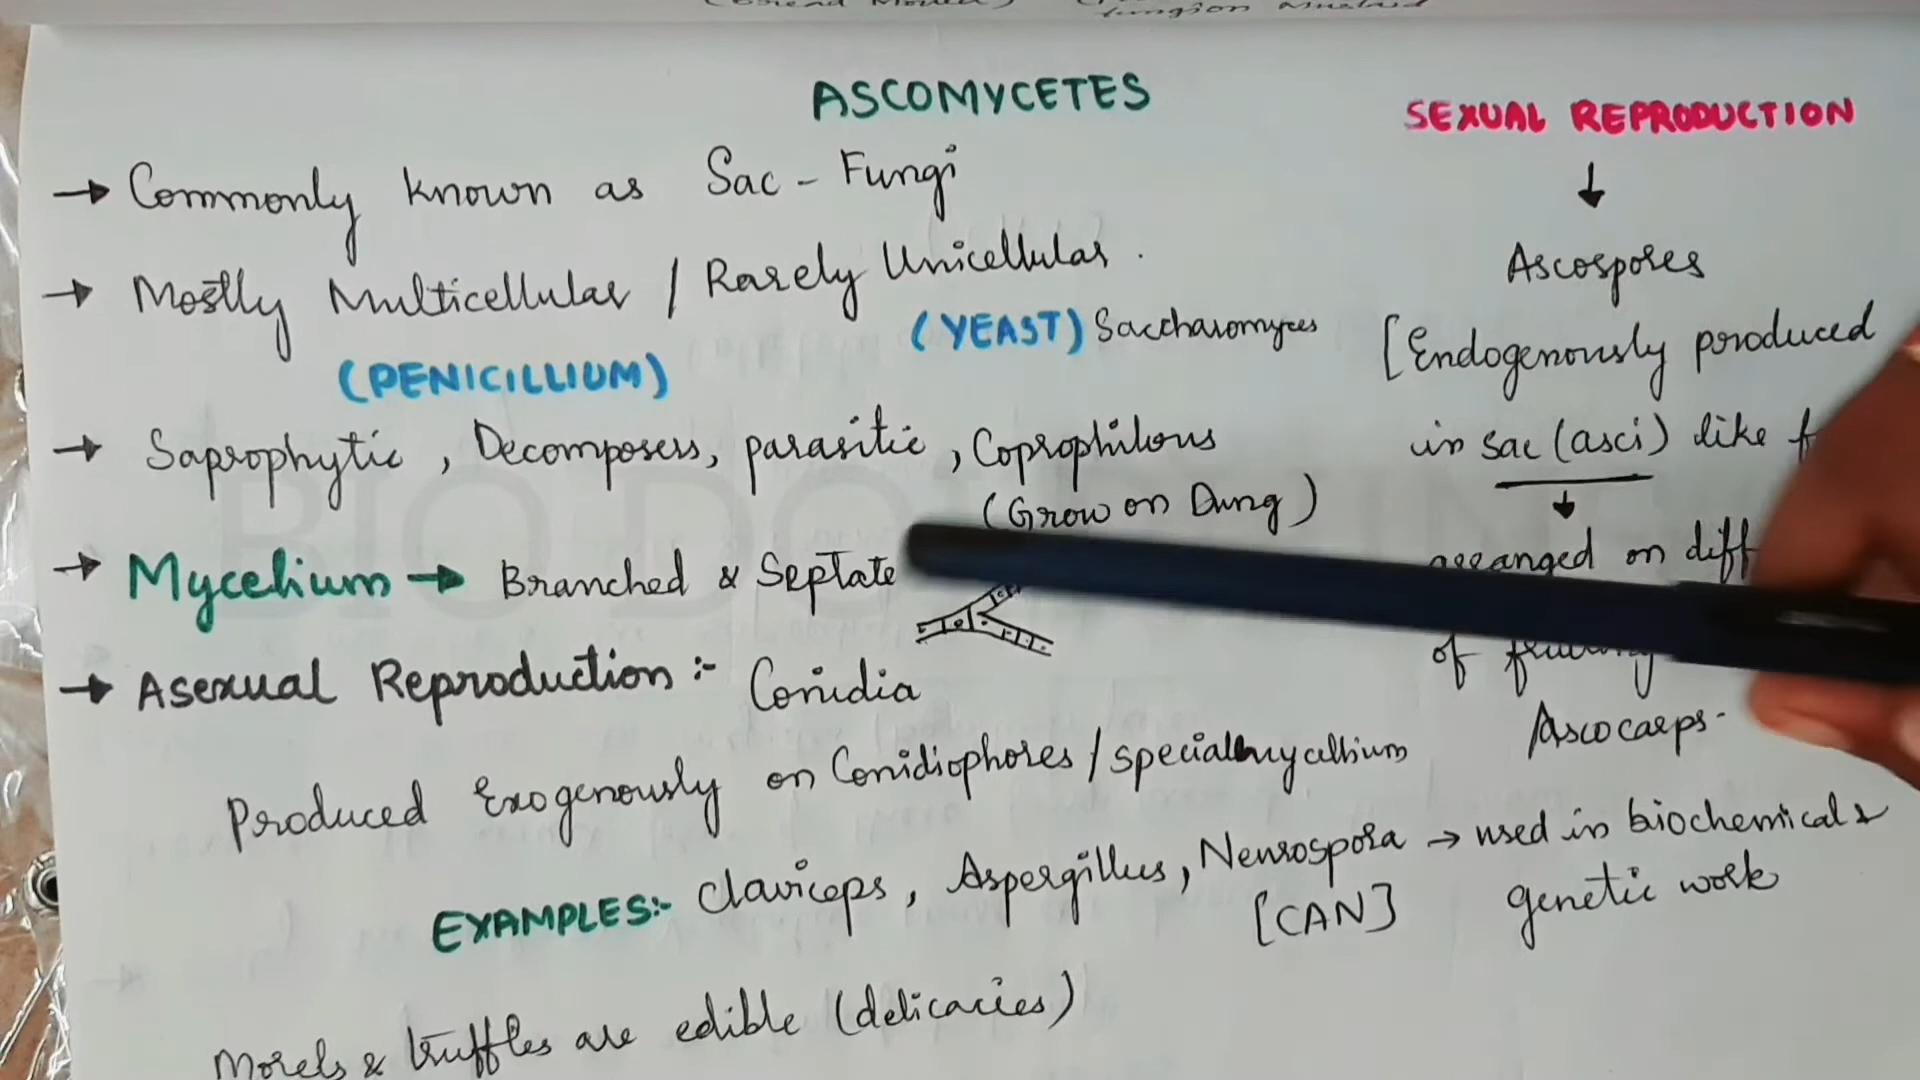 ASCOMYCETES
→ Commonly known as Sac - Fungi
→ Mostly Multicellular / Rarely Unicellular.
(PENICILLIUM)
(YEAST) Saccharomyces
→ Saprophytic, Decomposers, parasitic, Coprophilous
(Grow on Dung)
→ Mycelium → Branched & Septate
→ Asexual Reproduction :- Conidia
Produced Exogenously on Conidiophores / special mycellium
EXAMPLES:- Claviceps, Aspergillus, Neurospora → used in biochemical &
[CAN] genetic work
Morels & truffles are edible (delicacies)
SEXUAL REPRODUCTION
↓
Ascospores
[Endogenously produced
in sac (asci) like
↓
arranged on
of
Ascocarps.